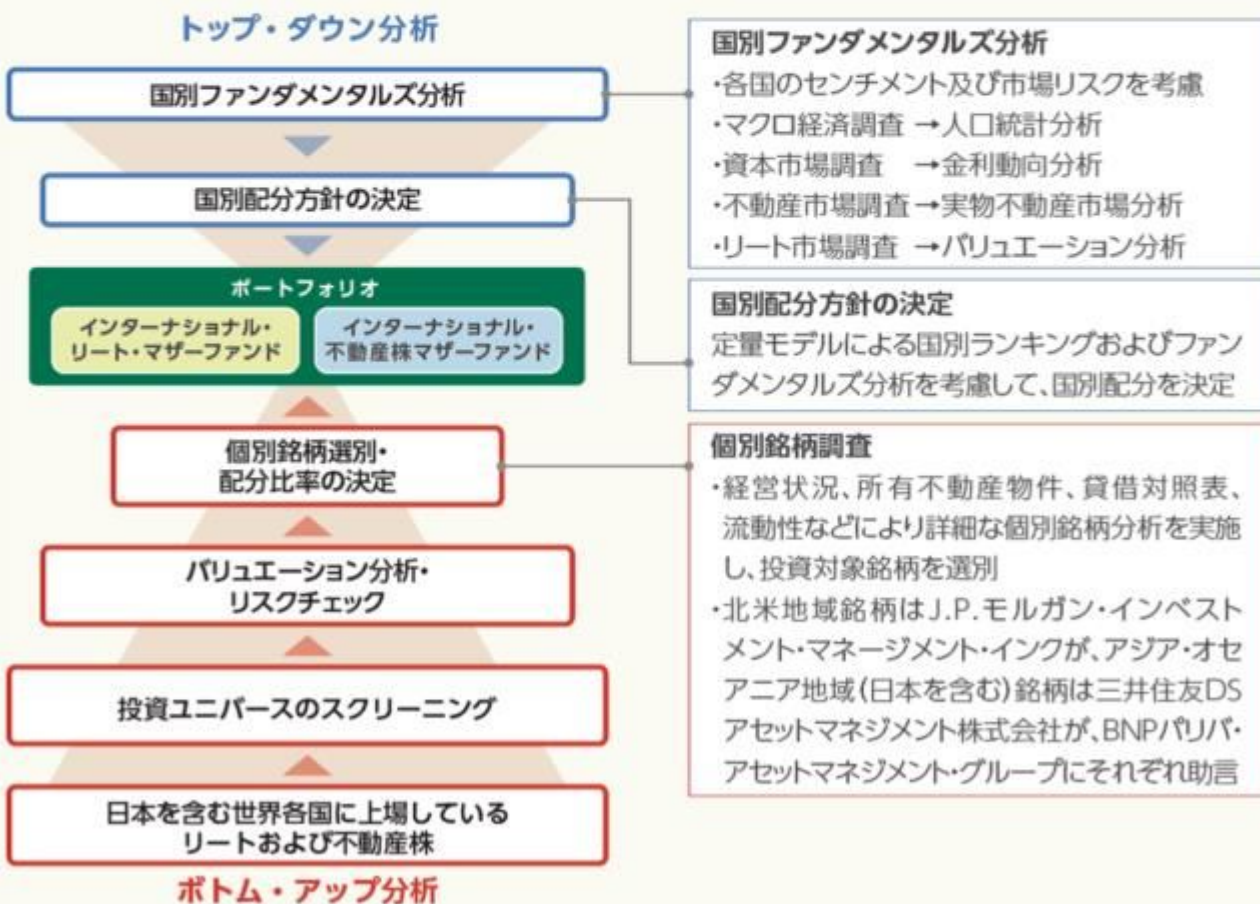 トップ・ダウン分析
国別ファンダメンタルズ分析
国別配分方針の決定
ポートフォリオ
インターナショナル・
リート・マザーファンド
インターナショナル・
不動産株マザーファンド
個別銘柄選別・
配分比率の決定
バリュエーション分析・
リスクチェック
投資ユニバースのスクリーニング
日本を含む世界各国に上場している
リートおよび不動産株
ボトム・アップ分析
国別ファンダメンタルズ分析
・各国のセンチメント及び市場リスクを考慮
・マクロ経済調査 →人口統計分析
・資本市場調査 →金利動向分析
・不動産市場調査→実物不動産市場分析
・リート市場調査 →バリュエーション分析
国別配分方針の決定
定量モデルによる国別ランキングおよびファン
ダメンタルズ分析を考慮して、国別配分を決定
個別銘柄調査
・経営状況、所有不動産物件、貸借対照表、
流動性などにより詳細な個別銘柄分析を実施
し、投資対象銘柄を選別
・北米地域銘柄はJ.P.モルガン・インベスト
メント・マネージメント・インクが、アジア・オセ
アニア地域(日本を含む)銘柄は三井住友DS
アセットマネジメント株式会社が、BNPパリバ・
アセットマネジメント・グループにそれぞれ助言